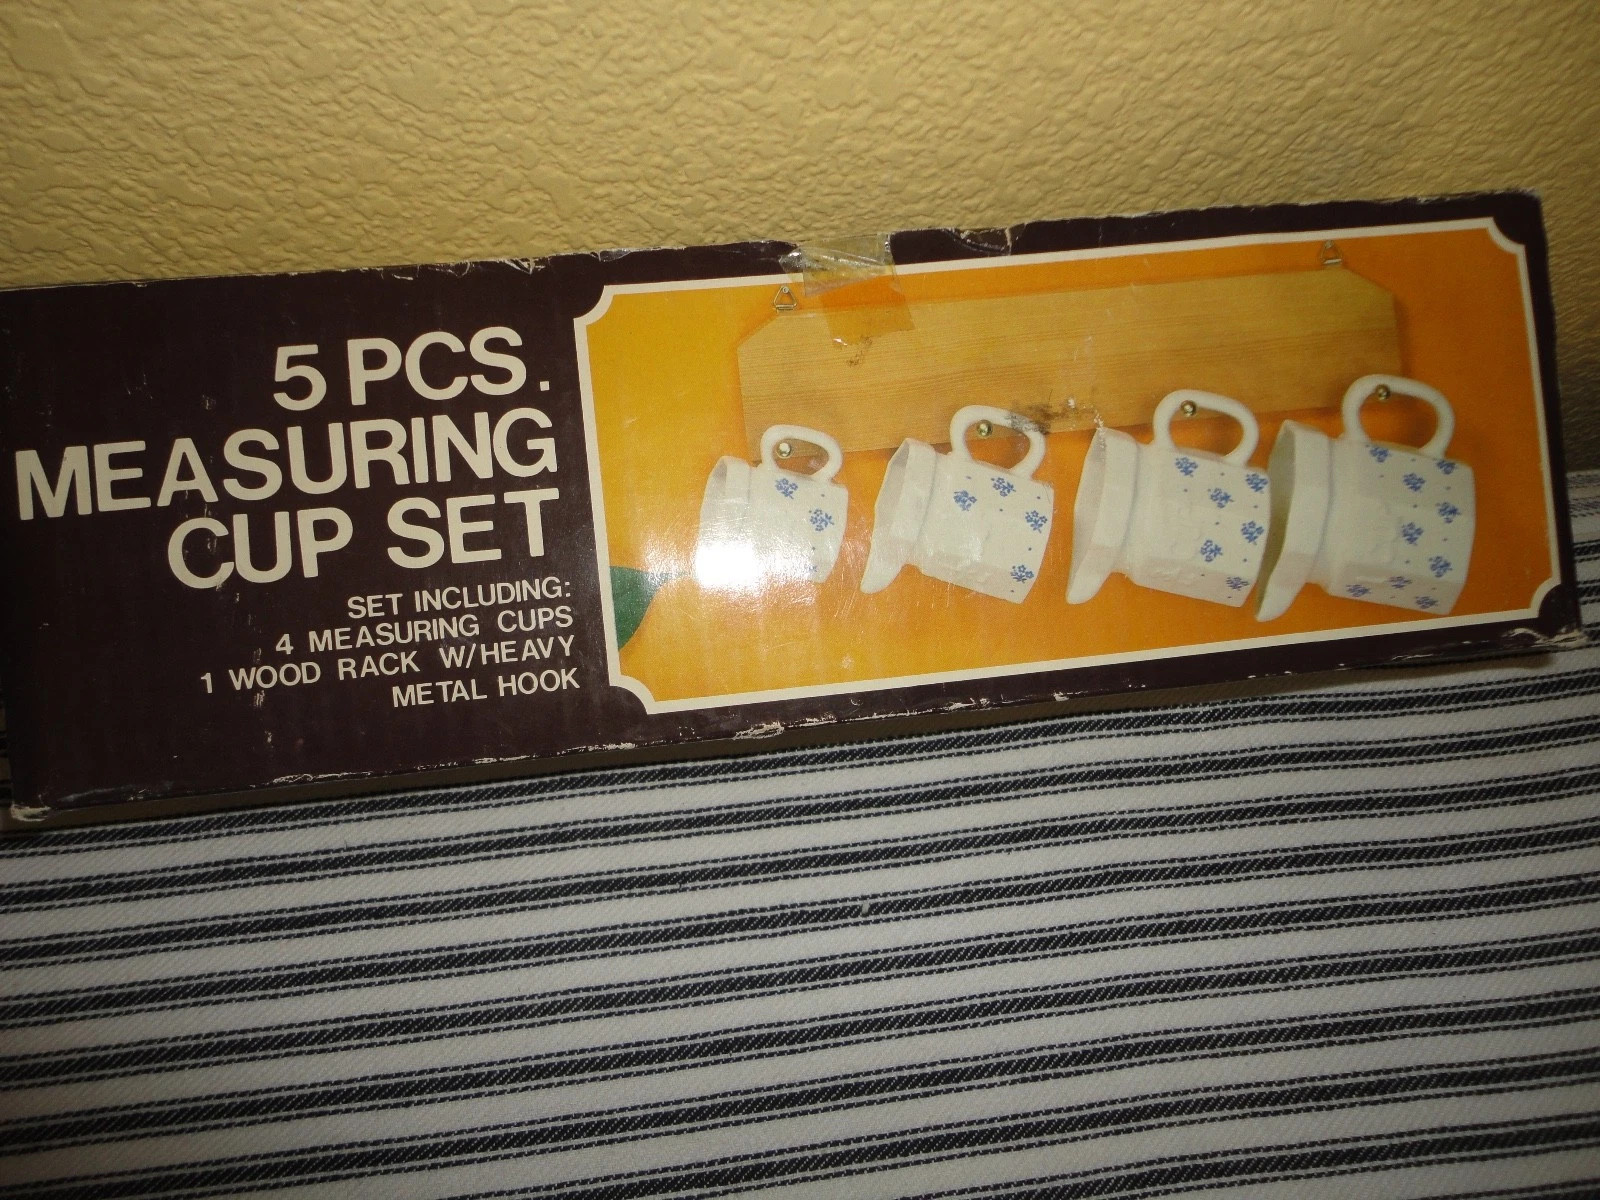 5 PCS.
MEASURING
CUP SET
SET INCLUDING:
4 MEASURING CUPS
1 WOOD RACK W/HEAVY
METAL HOOK